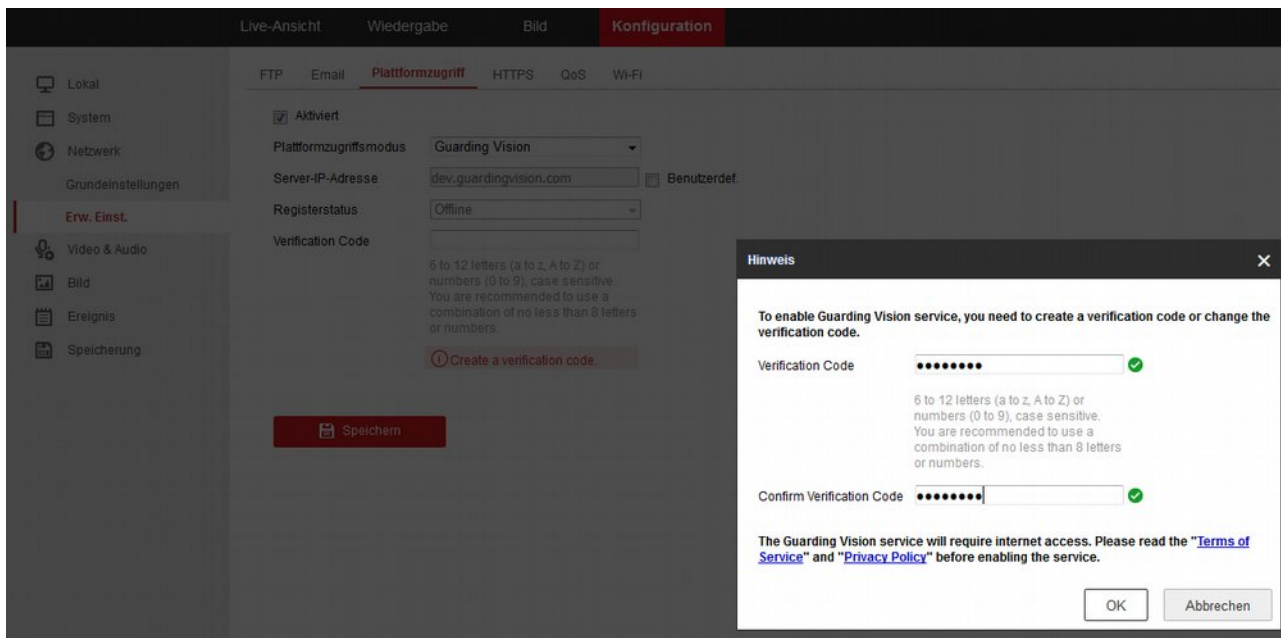 Live-Ansicht Wiedergabe Bild Konfiguration
Lokal
System
Netzwerk
Grundeinstellungen
Erw. Einst.
Video & Audio
Bild
Ereignis
Speicherung
FTP Email Plattformzugriff HTTPS QoS Wi-Fi
Aktiviert
Plattformzugriffsmodus Guarding Vision
Server-IP-Adresse dev.guardingvision.com Benutzerdef.
Registerstatus Offline
Verification Code
6 to 12 letters (a to z, A to Z) or
numbers (0 to 9), case sensitive.
You are recommended to use a
combination of no less than 8 letters
or numbers.
Create a verification code.
Speichern
Hinweis
To enable Guarding Vision service, you need to create a verification code or change the
verification code.
Verification Code ••••••••
6 to 12 letters (a to z, A to Z) or
numbers (0 to 9), case sensitive.
You are recommended to use a
combination of no less than 8 letters
or numbers.
Confirm Verification Code ••••••••
The Guarding Vision service will require internet access. Please read the "Terms of
Service" and "Privacy Policy" before enabling the service.
OK Abbrechen